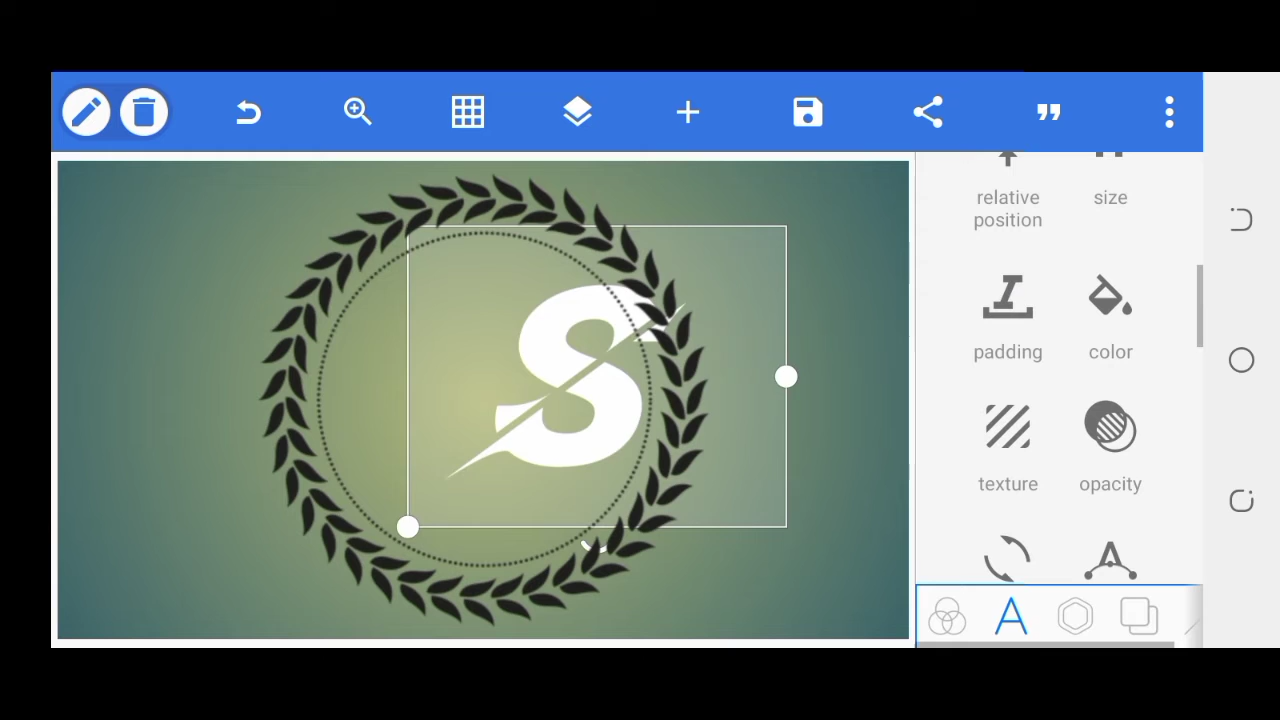 relative size
position
S
padding color
texture opacity